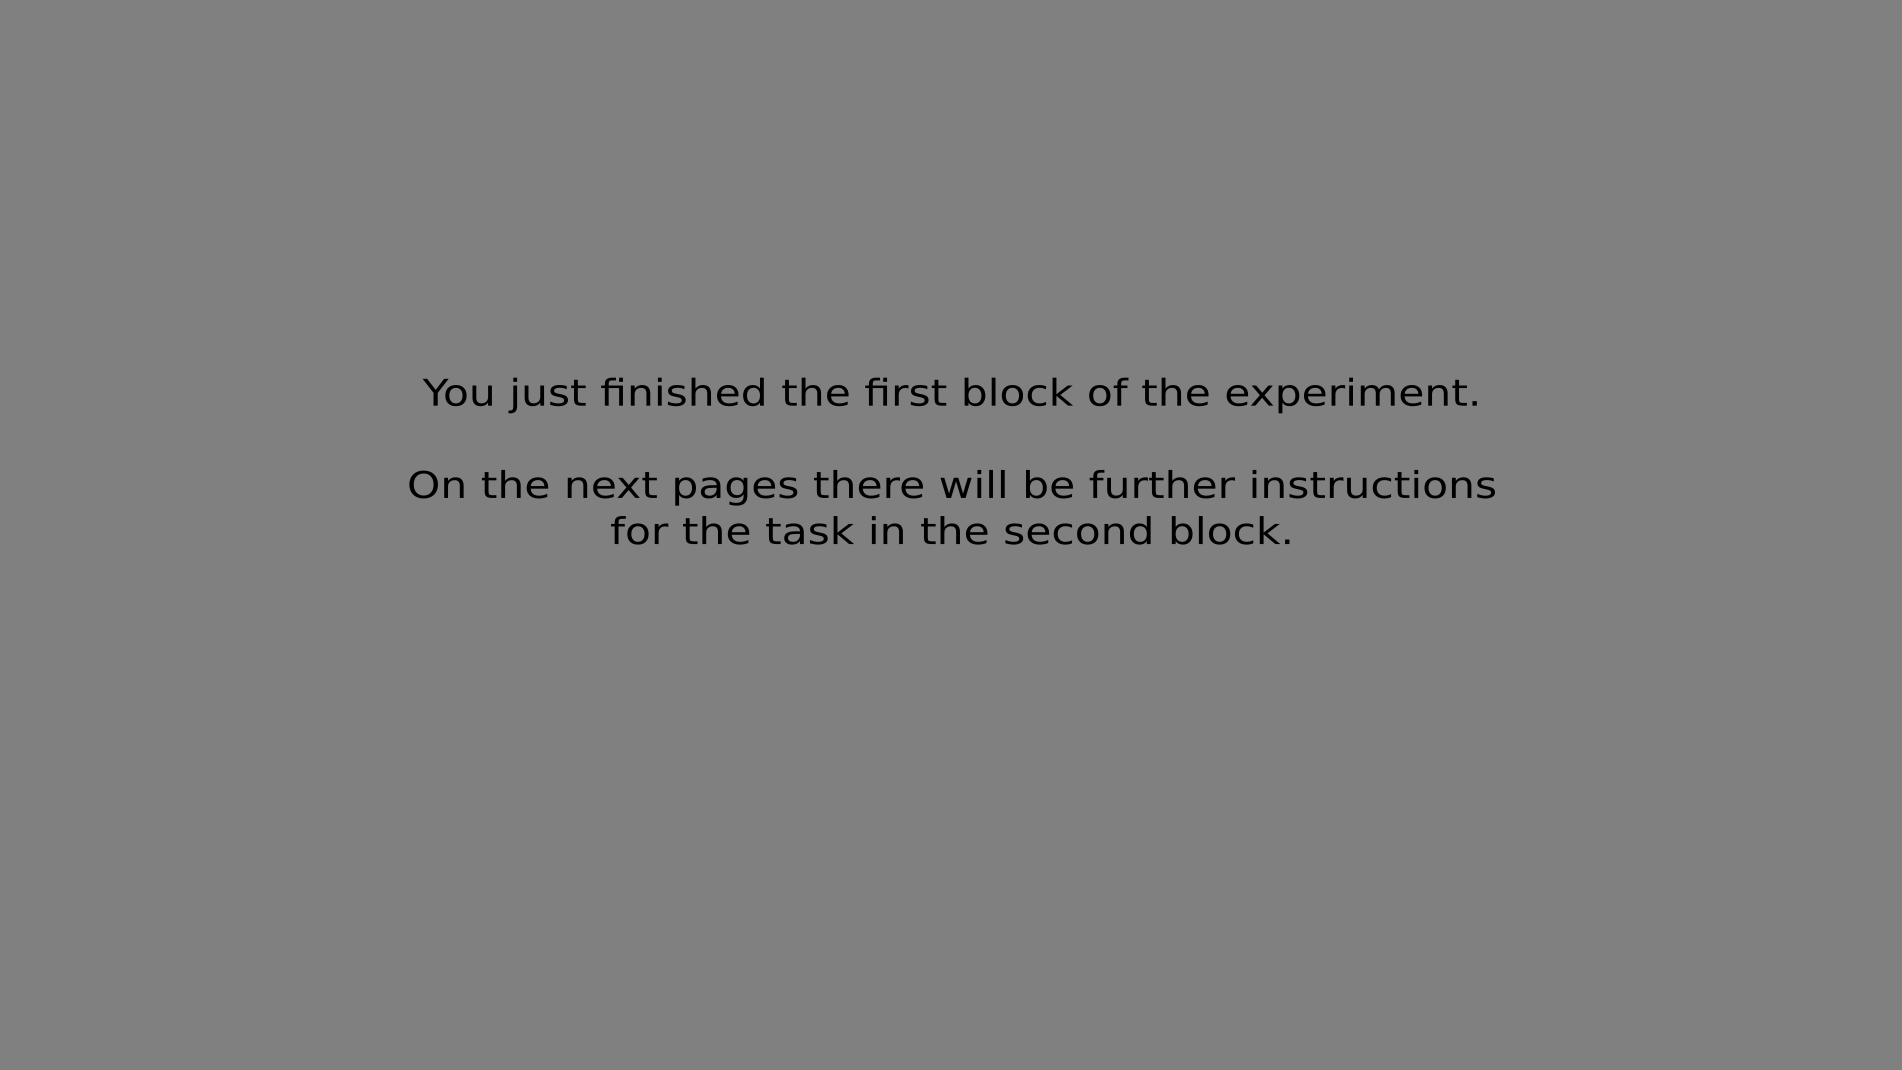 You just finished the first block of the experiment.
On the next pages there will be further instructions
for the task in the second block.